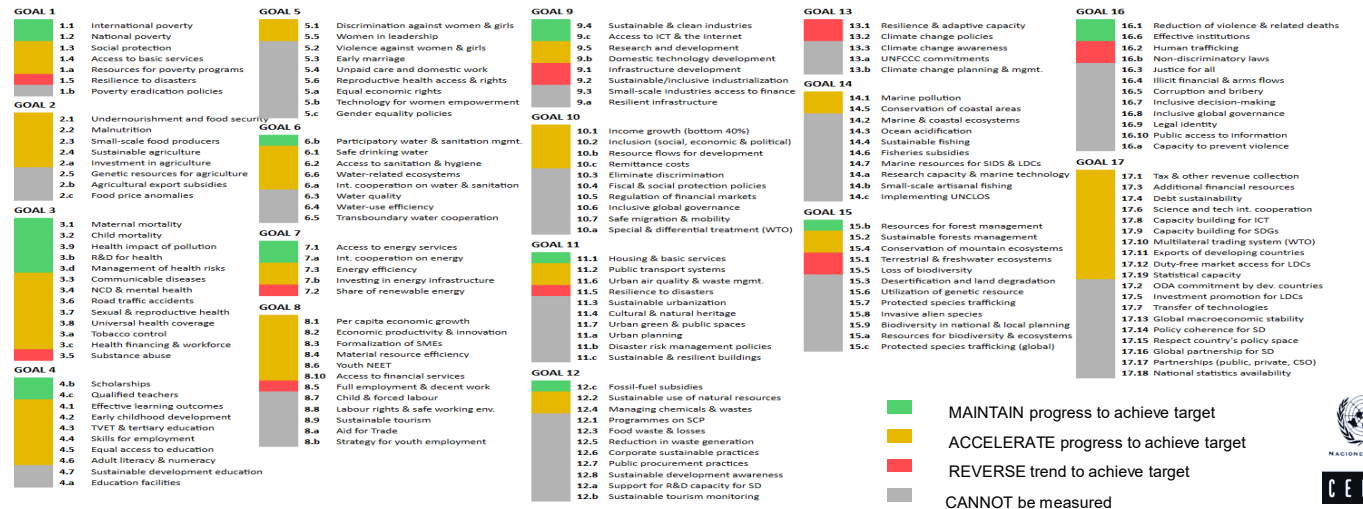 GOAL 1
1.1 International poverty
1.2 National poverty
1.3 Social protection
1.4 Access to basic services
1.a Resources for poverty programs
1.5 Resilience to disasters
1.b Poverty eradication policies
GOAL 2
2.1 Undernourishment and food security
2.2 Malnutrition
2.3 Small-scale food producers
2.4 Sustainable agriculture
2.a Investment in agriculture
2.5 Genetic resources for agriculture
2.b Agricultural export subsidies
2.c Food price anomalies
GOAL 3
3.1 Maternal mortality
3.2 Child mortality
3.9 Health impact of pollution
3.b R&D for health
3.d Management of health risks
3.3 Communicable diseases
3.4 NCD & mental health
3.6 Road traffic accidents
3.7 Sexual & reproductive health
3.8 Universal health coverage
3.a Tobacco control
3.c Health financing & workforce
3.5 Substance abuse
GOAL 4
4.b Scholarships
4.c Qualified teachers
4.1 Effective learning outcomes
4.2 Early childhood development
4.3 TVET & tertiary education
4.4 Skills for employment
4.5 Equal access to education
4.6 Adult literacy & numeracy
4.7 Sustainable development education
4.a Education facilities
GOAL 5
5.1 Discrimination against women & girls
5.5 Women in leadership
5.2 Violence against women & girls
5.3 Early marriage
5.4 Unpaid care and domestic work
5.6 Reproductive health access & rights
5.a Equal economic rights
5.b Technology for women empowerment
5.c Gender equality policies
GOAL 6
6.b Participatory water & sanitation mgmt.
6.1 Safe drinking water
6.2 Access to sanitation & hygiene
6.6 Water-related ecosystems
6.a Int. cooperation on water & sanitation
6.3 Water quality
6.4 Water-use efficiency
6.5 Transboundary water cooperation
GOAL 7
7.1 Access to energy services
7.a Int. cooperation on energy
7.3 Energy efficiency
7.b Investing in energy infrastructure
7.2 Share of renewable energy
GOAL 8
8.1 Per capita economic growth
8.2 Economic productivity & innovation
8.3 Formalization of SMEs
8.4 Material resource efficiency
8.6 Youth NEET
8.10 Access to financial services
8.5 Full employment & decent work
8.7 Child & forced labour
8.8 Labour rights & safe working env.
8.9 Sustainable tourism
8.a Aid for Trade
8.b Strategy for youth employment
GOAL 9
9.4 Sustainable & clean industries
9.c Access to ICT & the Internet
9.5 Research and development
9.b Domestic technology development
9.1 Infrastructure development
9.2 Sustainable/inclusive industrialization
9.3 Small-scale industries access to finance
9.a Resilient infrastructure
GOAL 10
10.1 Income growth (bottom 40%)
10.2 Inclusion (social, economic & political)
10.b Resource flows for development
10.c Remittance costs
10.3 Eliminate discrimination
10.4 Fiscal & social protection policies
10.5 Regulation of financial markets
10.6 Inclusive global governance
10.7 Safe migration & mobility
10.a Special & differential treatment (WTO)
GOAL 11
11.1 Housing & basic services
11.2 Public transport systems
11.6 Urban air quality & waste mgmt.
11.5 Resilience to disasters
11.3 Sustainable urbanization
11.4 Cultural & natural heritage
11.7 Urban green & public spaces
11.a Urban planning
11.b Disaster risk management policies
11.c Sustainable & resilient buildings
GOAL 12
12.c Fossil-fuel subsidies
12.2 Sustainable use of natural resources
12.4 Managing chemicals & wastes
12.1 Programmes on SCP
12.3 Food waste & losses
12.5 Reduction in waste generation
12.6 Corporate sustainable practices
12.7 Public procurement practices
12.8 Sustainable development awareness
12.a Support for R&D capacity for SD
12.b Sustainable tourism monitoring
GOAL 13
13.1 Resilience & adaptive capacity
13.2 Climate change policies
13.3 Climate change awareness
13.a UNFCCC commitments
13.b Climate change planning & mgmt.
GOAL 14
14.1 Marine pollution
14.5 Conservation of coastal areas
14.2 Marine & coastal ecosystems
14.3 Ocean acidification
14.4 Sustainable fishing
14.6 Fisheries subsidies
14.7 Marine resources for SIDS & LDCs
14.a Research capacity & marine technology
14.b Small-scale artisanal fishing
14.c Implementing UNCLOS
GOAL 15
15.b Resources for forest management
15.2 Sustainable forests management
15.4 Conservation of mountain ecosystems
15.1 Terrestrial & freshwater ecosystems
15.5 Loss of biodiversity
15.3 Desertification and land degradation
15.6 Utilization of genetic resource
15.7 Protected species trafficking
15.8 Invasive alien species
15.9 Biodiversity in national & local planning
15.a Resources for biodiversity & ecosystems
15.c Protected species trafficking (global)
GOAL 16
16.1 Reduction of violence & related deaths
16.6 Effective institutions
16.2 Human trafficking
16.b Non-discriminatory laws
16.3 Justice for all
16.4 Illicit financial & arms flows
16.5 Corruption and bribery
16.7 Inclusive decision-making
16.8 Inclusive global governance
16.9 Legal identity
16.10 Public access to information
16.a Capacity to prevent violence
GOAL 17
17.1 Tax & other revenue collection
17.3 Additional financial resources
17.4 Debt sustainability
17.6 Science and tech int. cooperation
17.8 Capacity building for ICT
17.9 Capacity building for SDGs
17.10 Multilateral trading system (WTO)
17.11 Exports of developing countries
17.12 Duty-free market access for LDCs
17.19 Statistical capacity
17.2 ODA commitment by dev. countries
17.5 Investment promotion for LDCs
17.7 Transfer of technologies
17.13 Global macroeconomic stability
17.14 Policy coherence for SD
17.15 Respect country's policy space
17.16 Global partnership for SD
17.17 Partnerships (public, private, CSO)
17.18 National statistics availability
MAINTAIN progress to achieve target
ACCELERATE progress to achieve target
REVERSE trend to achieve target
CANNOT be measured
NACIONE
CE